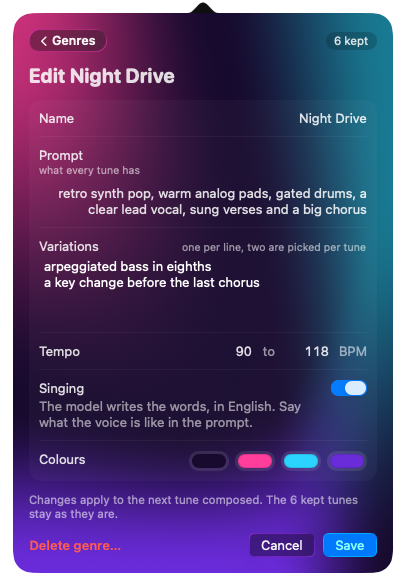 Genres
6 kept
Edit Night Drive
Name Night Drive
Prompt
what every tune has
retro synth pop, warm analog pads, gated drums, a
clear lead vocal, sung verses and a big chorus
Variations one per line, two are picked per tune
arpeggiated bass in eighths
a key change before the last chorus
Tempo 90 to 118 BPM
Singing
The model writes the words, in English. Say
what the voice is like in the prompt.
Colours
Changes apply to the next tune composed. The 6 kept tunes
stay as they are.
Delete genre... Cancel Save